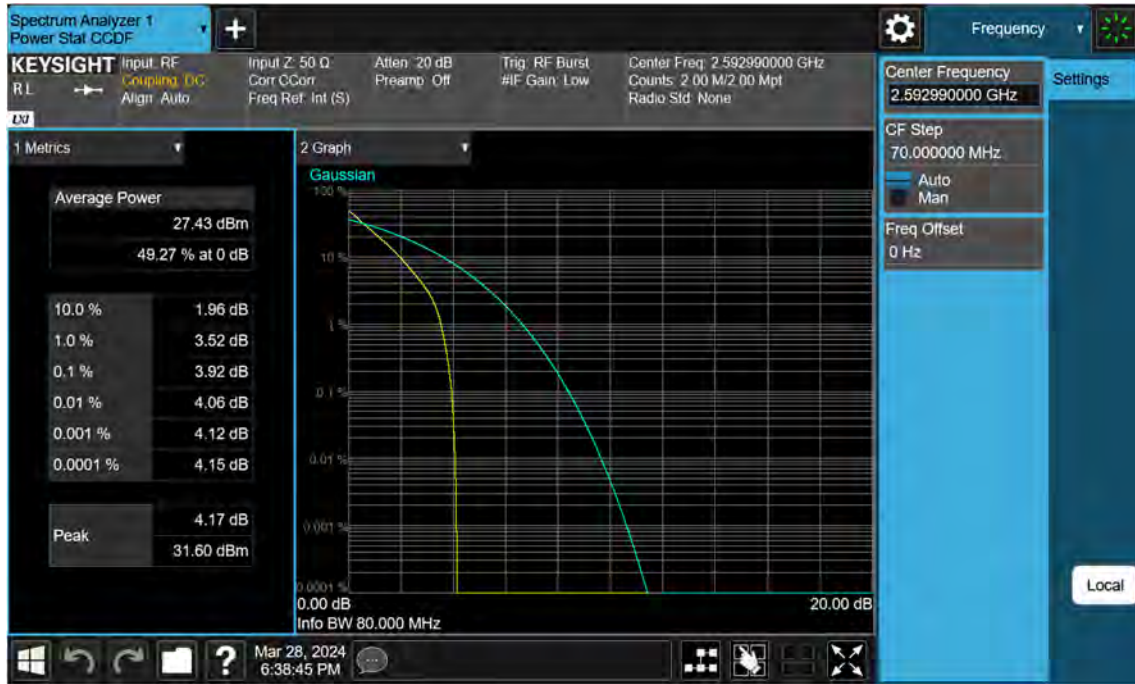 Spectrum Analyzer 1
Power Stat CCDF
Frequency
KEYSIGHT
Input: RF
Coupling: DC
Align: Auto
Input Z: 50 Ω
Corr CCorr
Freq Ref: Int (S)
Atten: 20 dB
Preamp: Off
Trig: RF Burst
#IF Gain: Low
Center Freq: 2.592990000 GHz
Counts: 2.00 M/2.00 Mpt
Radio Std: None
RL
LXI
Center Frequency
2.592990000 GHz
Settings
CF Step
70.000000 MHz
Auto
Man
Freq Offset
0 Hz
Local
1 Metrics
Average Power
27.43 dBm
49.27 % at 0 dB
10.0 % 1.96 dB
1.0 % 3.52 dB
0.1 % 3.92 dB
0.01 % 4.06 dB
0.001 % 4.12 dB
0.0001 % 4.15 dB
Peak
4.17 dB
31.60 dBm
2 Graph
Gaussian
100 %
10 %
1 %
0.1 %
0.01 %
0.001 %
0.0001 %
0.00 dB 20.00 dB
Info BW 80.000 MHz
?
Mar 28, 2024
6:38:45 PM